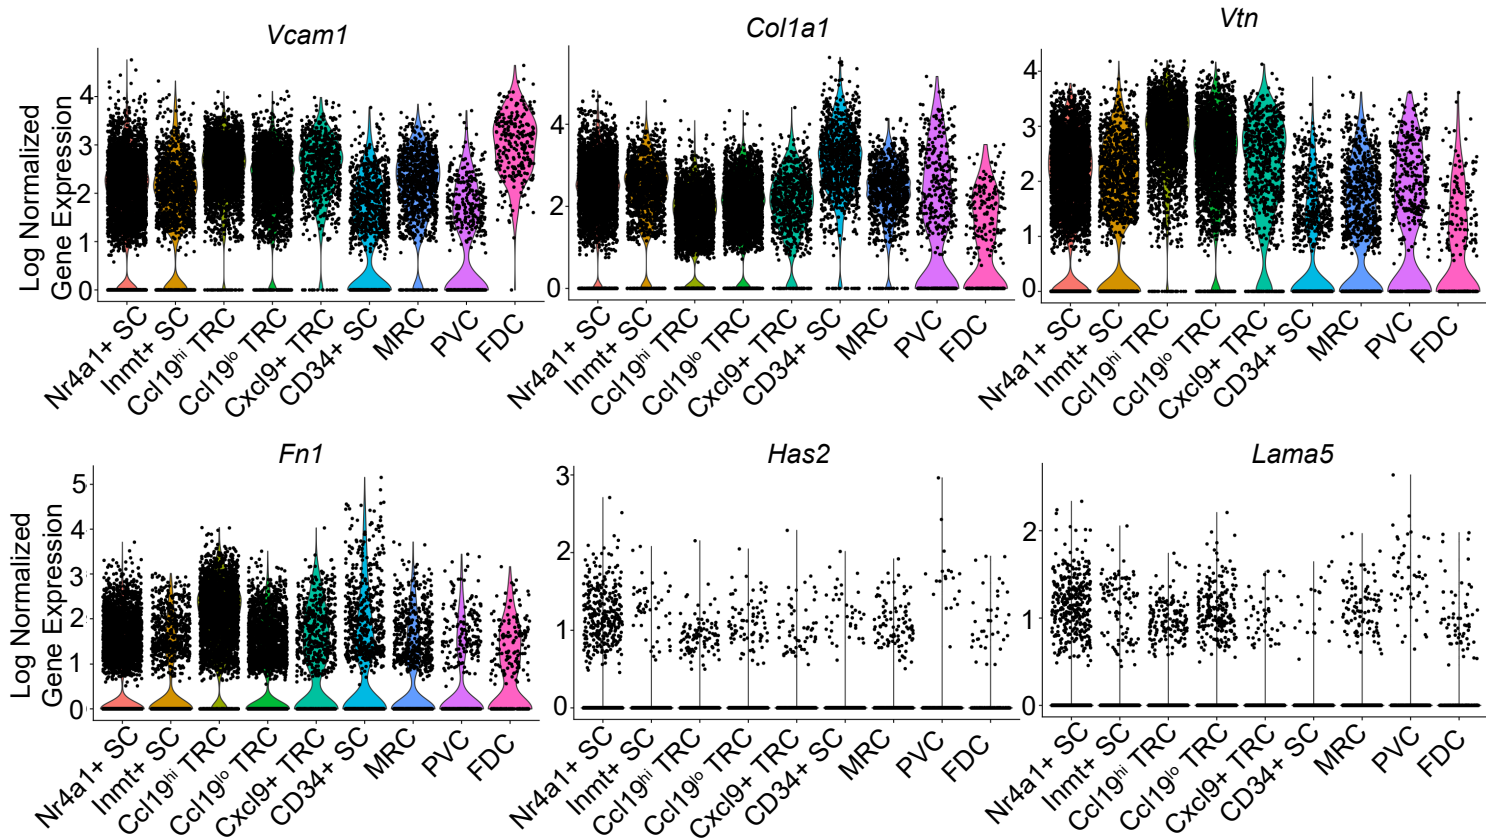 Vcam1
Col1a1
Vtn
Log Normalized
Gene Expression
4
3
2
1
0
4
2
0
4
3
2
1
0
Nr4a1+ SC
Inmt+ SC
Ccl19hi TRC
Ccl19lo TRC
Cxcl9+ TRC
CD34+ SC
MRC
PVC
FDC
Nr4a1+ SC
Inmt+ SC
Ccl19hi TRC
Ccl19lo TRC
Cxcl9+ TRC
CD34+ SC
MRC
PVC
FDC
Nr4a1+ SC
Inmt+ SC
Ccl19hi TRC
Ccl19lo TRC
Cxcl9+ TRC
CD34+ SC
MRC
PVC
FDC
Fn1
Has2
Lama5
Log Normalized
Gene Expression
5
4
3
2
1
0
3
2
1
0
2
1
0
Nr4a1+ SC
Inmt+ SC
Ccl19hi TRC
Ccl19lo TRC
Cxcl9+ TRC
CD34+ SC
MRC
PVC
FDC
Nr4a1+ SC
Inmt+ SC
Ccl19hi TRC
Ccl19lo TRC
Cxcl9+ TRC
CD34+ SC
MRC
PVC
FDC
Nr4a1+ SC
Inmt+ SC
Ccl19hi TRC
Ccl19lo TRC
Cxcl9+ TRC
CD34+ SC
MRC
PVC
FDC